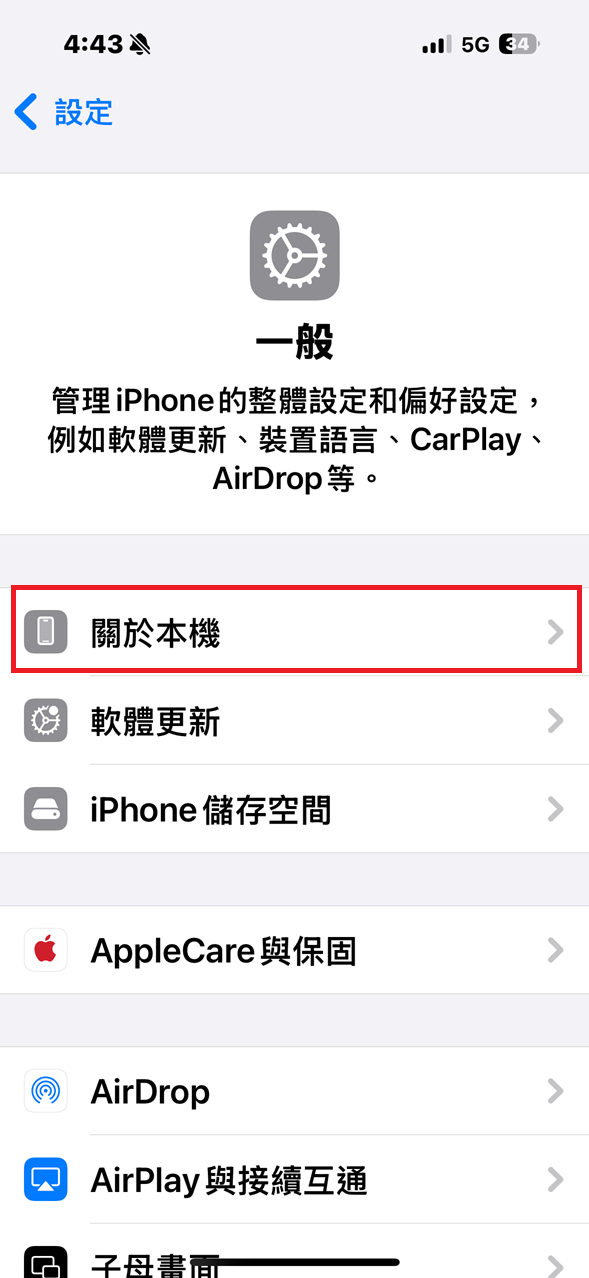 4:43
5G
34
設定
一般
管理iPhone的整體設定和偏好設定，
例如軟體更新、裝置語言、CarPlay、
AirDrop等。
關於本機
軟體更新
iPhone儲存空間
AppleCare與保固
AirDrop
AirPlay與接續互通
子母畫面